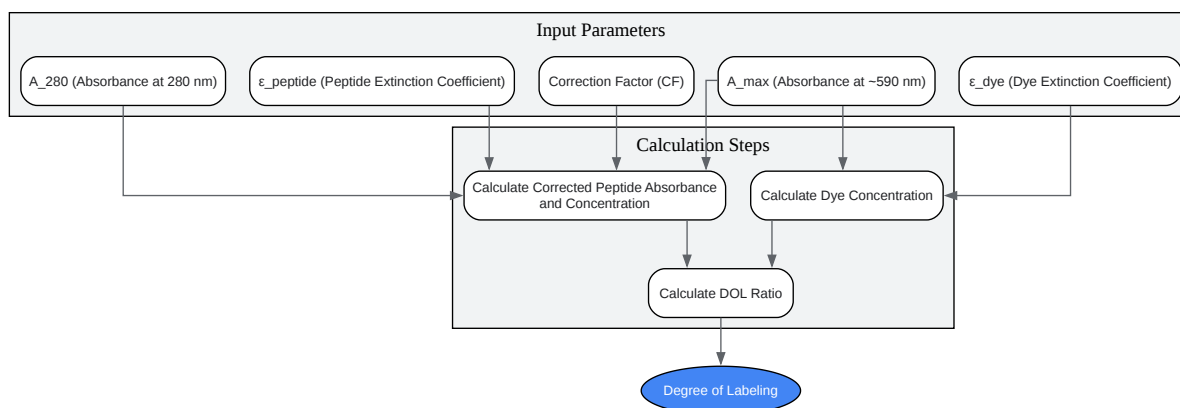 Input Parameters
A_280 (Absorbance at 280 nm)
ε_peptide (Peptide Extinction Coefficient)
Correction Factor (CF)
A_max (Absorbance at ~590 nm)
ε_dye (Dye Extinction Coefficient)
Calculation Steps
Calculate Corrected Peptide Absorbance
and Concentration
Calculate Dye Concentration
Calculate DOL Ratio
Degree of Labeling